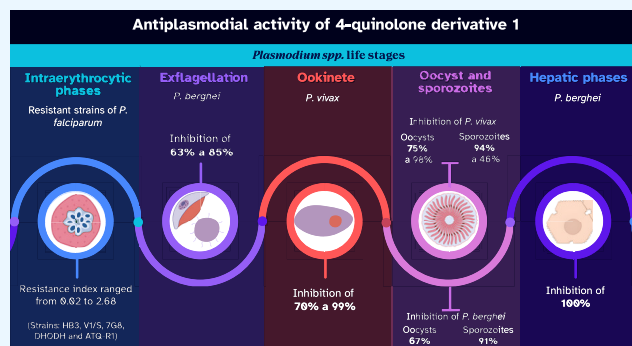 Antiplasmodial activity of 4-quinolone derivative 1
Plasmodium spp. life stages
Intraerythrocytic
phases
Resistant strains of P.
falciparum
Resistance index ranged
from 0.02 to 2.68
(Strains: HB3, V1/S, 7G8,
DHODH and ATQ-R1)
Exflagellation
P. berghei
Inhibition of
63% a 85%
Ookinete
P. vivax
Inhibition of
70% a 99%
Oocyst and
sporozoites
Inhibition of P. vivax
Oocysts
75%
a 98%
Sporozoites
94%
a 46%
Inhibition of P. berghei
Oocysts
67%
Sporozoites
91%
Hepatic phases
P. berghei
Inhibition of
100%